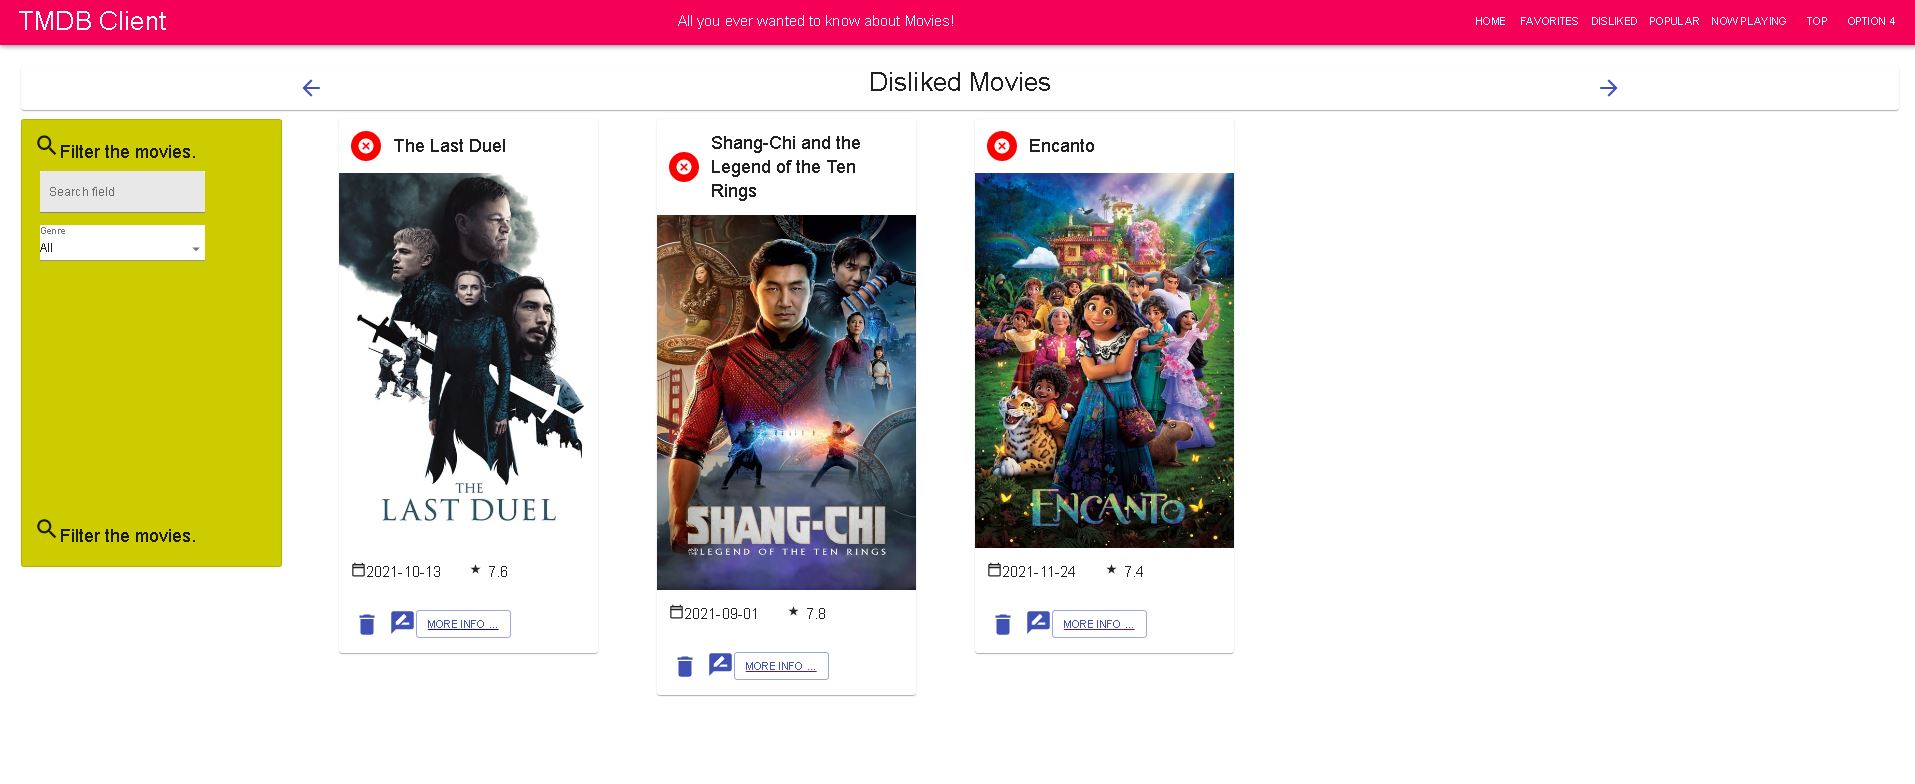 TMDB Client
All you ever wanted to know about Movies!
HOME FAVORITES DISLIKED POPULAR NOW PLAYING TOP OPTION 4
Disliked Movies
Filter the movies.
Search field
Genre
All
Filter the movies.
The Last Duel
THE
LAST DUEL
2021-10-13 7.6
MORE INFO ...
Shang-Chi and the
Legend of the Ten
Rings
SHANG-CHI
AND THE LEGEND OF THE TEN RINGS
2021-09-01 7.8
MORE INFO ...
Encanto
ENCANTO
2021-11-24 7.4
MORE INFO ...